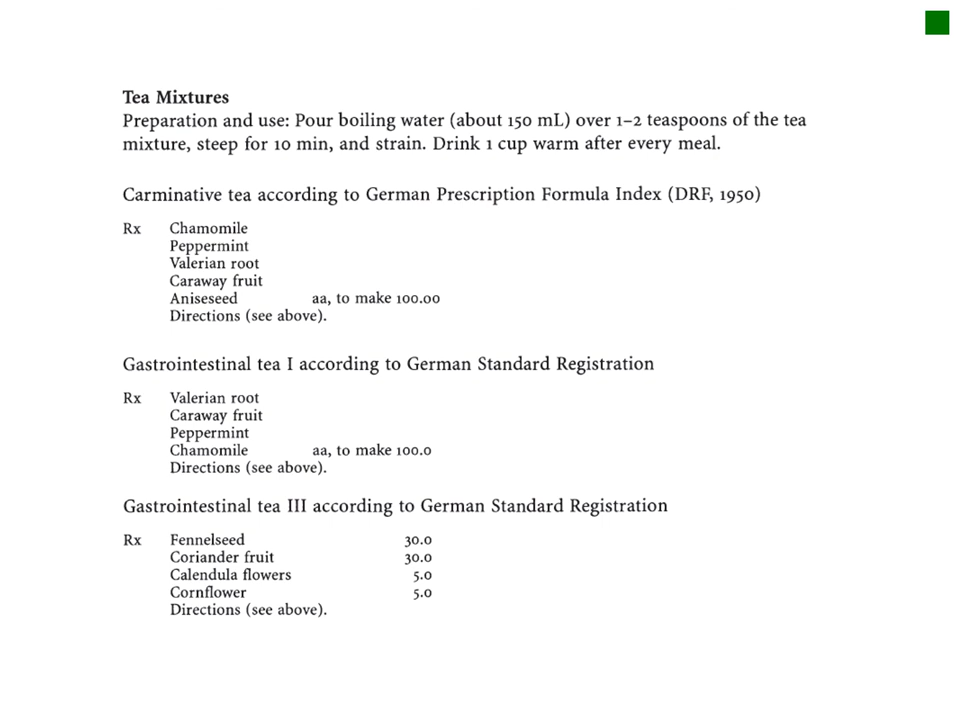 Tea Mixtures
Preparation and use: Pour boiling water (about 150 mL) over 1–2 teaspoons of the tea
mixture, steep for 10 min, and strain. Drink 1 cup warm after every meal.
Carminative tea according to German Prescription Formula Index (DRF, 1950)
Rx Chamomile
Peppermint
Valerian root
Caraway fruit
Aniseseed aa, to make 100.00
Directions (see above).
Gastrointestinal tea I according to German Standard Registration
Rx Valerian root
Caraway fruit
Peppermint
Chamomile aa, to make 100.0
Directions (see above).
Gastrointestinal tea III according to German Standard Registration
Rx Fennelseed 30.0
Coriander fruit 30.0
Calendula flowers 5.0
Cornflower 5.0
Directions (see above).